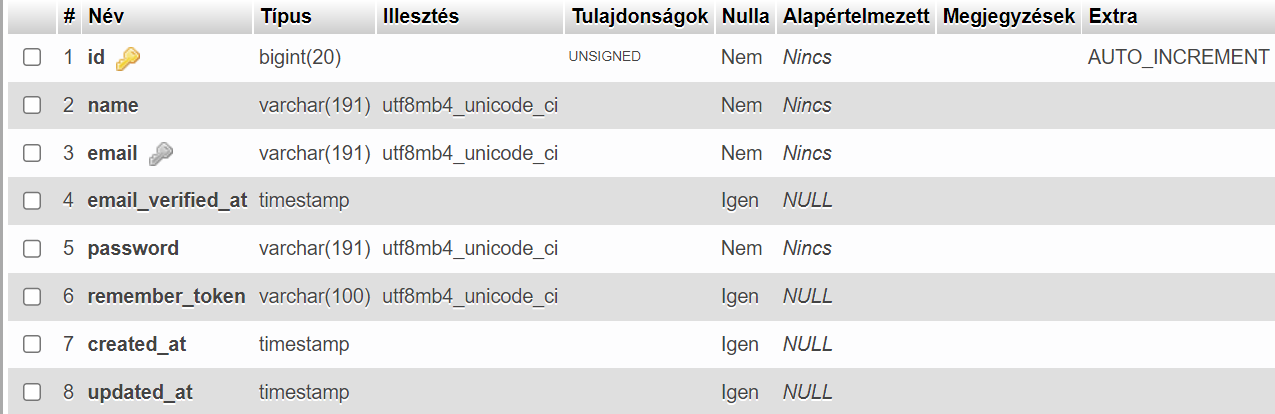 # Név Típus Illesztés Tulajdonságok Nulla Alapértelmezett Megjegyzések Extra
1 id bigint(20) UNSIGNED Nem Nincs AUTO_INCREMENT
2 name varchar(191) utf8mb4_unicode_ci Nem Nincs
3 email varchar(191) utf8mb4_unicode_ci Nem Nincs
4 email_verified_at timestamp Igen NULL
5 password varchar(191) utf8mb4_unicode_ci Nem Nincs
6 remember_token varchar(100) utf8mb4_unicode_ci Igen NULL
7 created_at timestamp Igen NULL
8 updated_at timestamp Igen NULL